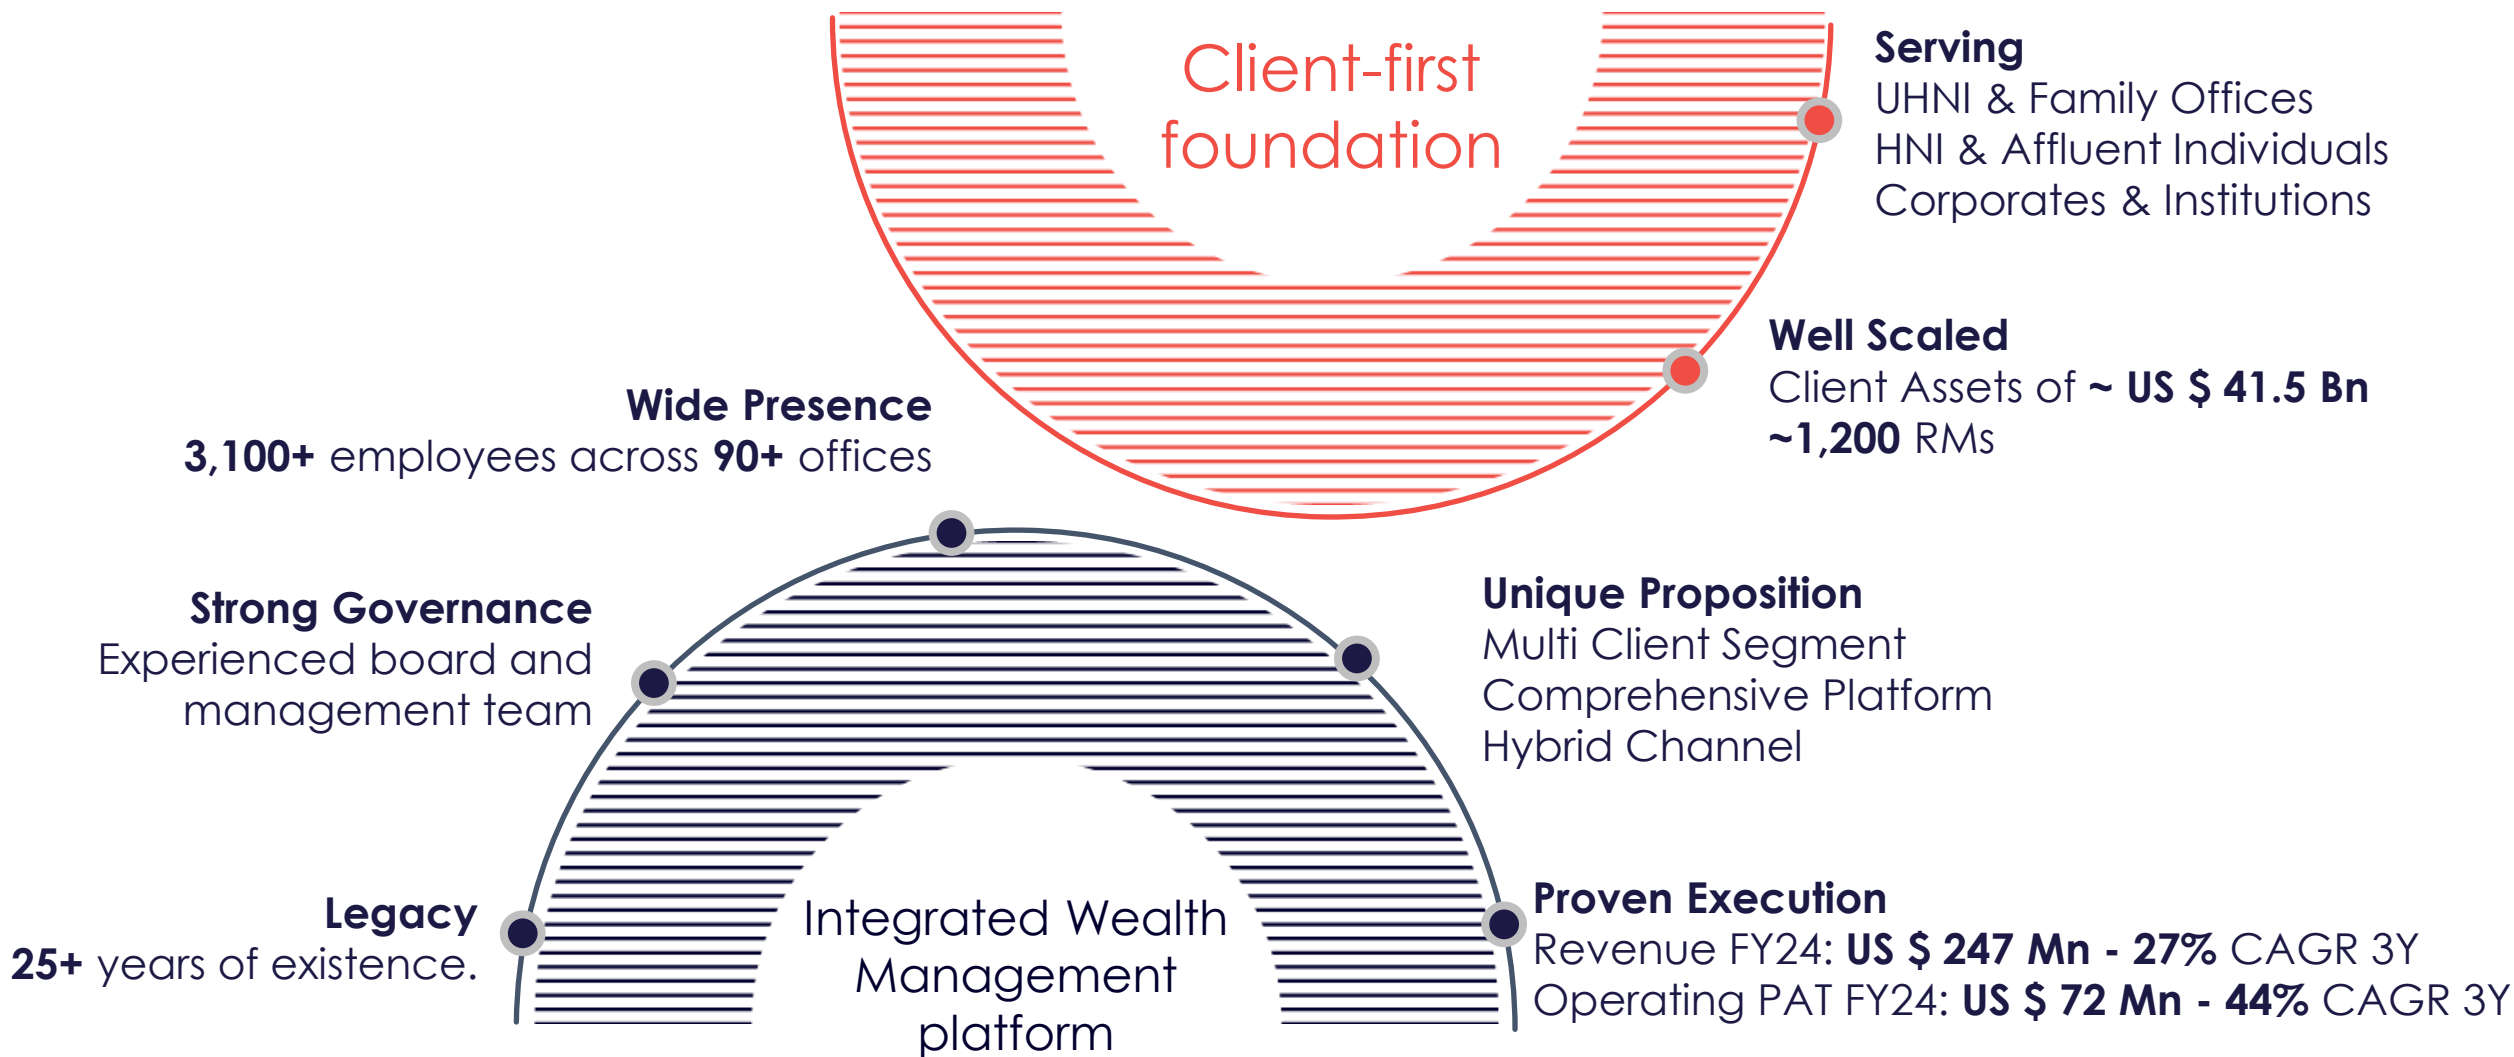 Client-first
foundation
Serving
UHNI & Family Offices
HNI & Affluent Individuals
Corporates & Institutions
Well Scaled
Client Assets of ~ US $ 41.5 Bn
~1,200 RMs
Wide Presence
3,100+ employees across 90+ offices
Strong Governance
Experienced board and
management team
Legacy
25+ years of existence.
Integrated Wealth
Management
platform
Unique Proposition
Multi Client Segment
Comprehensive Platform
Hybrid Channel
Proven Execution
Revenue FY24: US $ 247 Mn - 27% CAGR 3Y
Operating PAT FY24: US $ 72 Mn - 44% CAGR 3Y